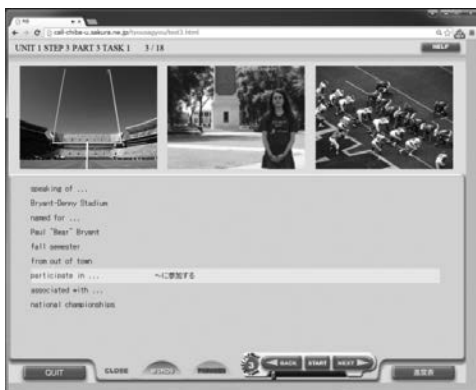 call-chiba-u.sakura.ne.jp/
UNIT 1 STEP 3 PART 3 TASK 1 3 / 18
HELP
speaking of ...
Bryant-Denny Stadium
named for ...
Paul "Bear" Bryant
fall semester
from out of town
participate in ... ～に参加する
associated with ...
national championships
QUIT
CLOSE
BACK
START
NEXT